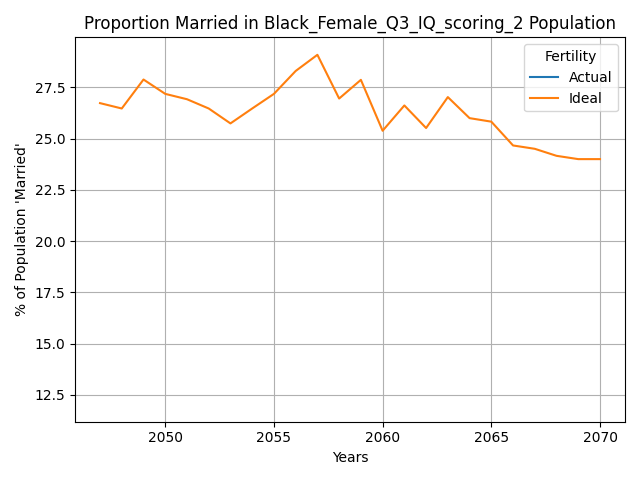 Proportion Married in Black_Female_Q3_IQ_scoring_2 Population
Fertility
Actual
Ideal
% of Population 'Married'
27.5
25.0
22.5
20.0
17.5
15.0
12.5
2050
2055
2060
2065
2070
Years